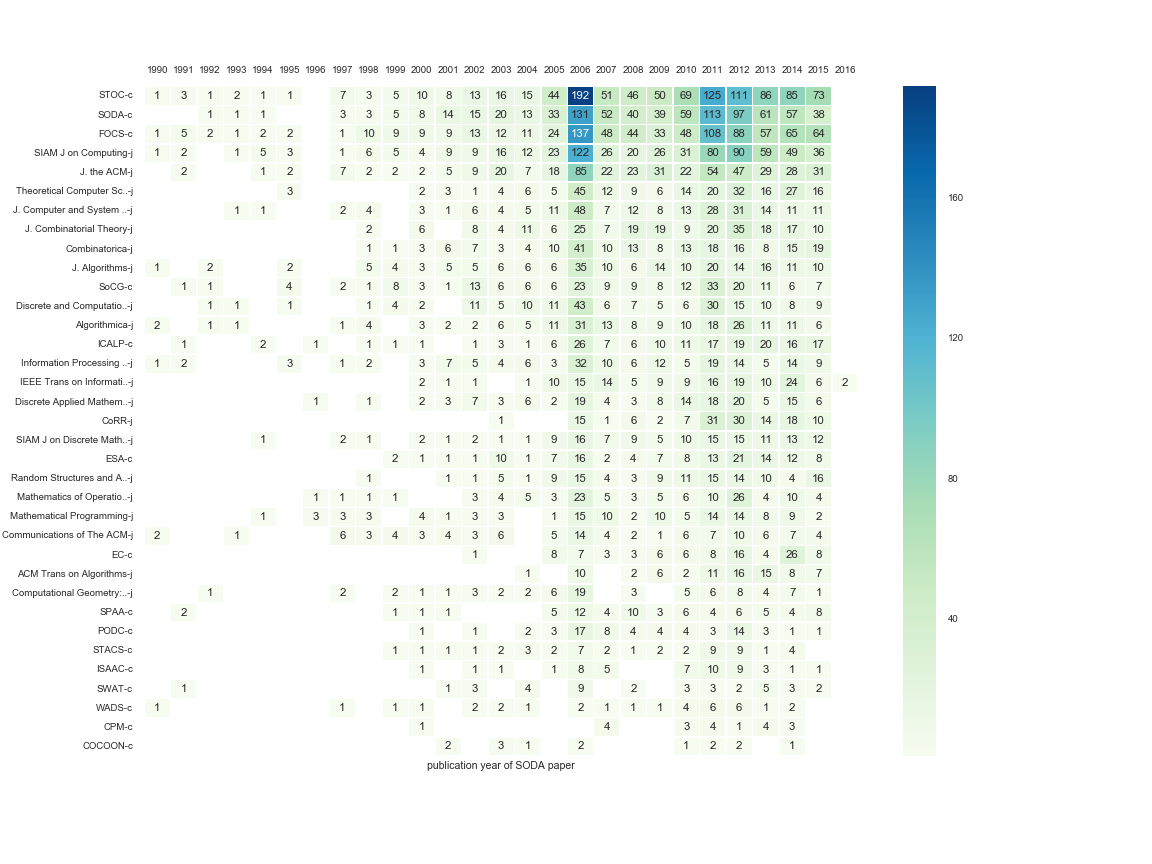 1990 1991 1992 1993 1994 1995 1996 1997 1998 1999 2000 2001 2002 2003 2004 2005 2006 2007 2008 2009 2010 2011 2012 2013 2014 2015 2016
STOC-c 1 3 1 2 1 1 7 3 5 10 8 13 16 15 44 192 51 46 50 69 125 111 86 85 73
SODA-c 1 1 1 3 3 5 8 14 15 20 13 33 131 52 40 39 59 113 97 61 57 38
FOCS-c 1 5 2 1 2 2 1 10 9 9 9 13 12 11 24 137 48 44 33 48 108 88 57 65 64
SIAM J on Computing-j 1 2 1 5 3 1 6 5 4 9 9 16 12 23 122 26 20 26 31 80 90 59 49 36
J. the ACM-j 2 1 2 7 2 2 2 5 9 20 7 18 85 22 23 31 22 54 47 29 28 31
160
Theoretical Computer Sc..-j 3 2 3 1 4 6 5 45 12 9 6 14 20 32 16 27 16
J. Computer and System ..-j 1 1 2 4 3 1 6 4 5 11 48 7 12 8 13 28 31 14 11 11
J. Combinatorial Theory-j 2 6 8 4 11 6 25 7 19 19 9 20 35 18 17 10
Combinatorica-j 1 1 3 6 7 3 4 10 41 10 13 8 13 18 16 8 15 19
J. Algorithms-j 1 2 2 5 4 3 5 5 6 6 6 35 10 6 14 10 20 14 16 11 10
SoCG-c 1 1 4 2 1 8 3 1 13 6 6 6 23 9 9 8 12 33 20 11 6 7
Discrete and Computatio..-j 1 1 1 1 4 2 11 5 10 11 43 6 7 5 6 30 15 10 8 9
Algorithmica-j 2 1 1 1 4 3 2 2 6 5 11 31 13 8 9 10 18 26 11 11 6
120
ICALP-c 1 2 1 1 1 1 1 3 1 6 26 7 6 10 11 17 19 20 16 17
Information Processing ..-j 1 2 3 1 2 3 7 5 4 6 3 32 10 6 12 5 19 14 5 14 9
IEEE Trans on Informati..-j 2 1 1 1 10 15 14 5 9 9 16 19 10 24 6 2
Discrete Applied Mathem..-j 1 1 2 3 7 3 6 2 19 4 3 8 14 18 20 5 15 6
CoRR-j 1 15 1 6 2 7 31 30 14 18 10
SIAM J on Discrete Math..-j 1 2 1 2 1 2 1 1 9 16 7 9 5 10 15 15 11 13 12
ESA-c 2 1 1 1 10 1 7 16 2 4 7 8 13 21 14 12 8
Random Structures and A..-j 1 1 1 5 1 9 15 4 3 9 11 15 14 10 4 16
80
Mathematics of Operatio..-j 1 1 1 1 3 4 5 3 23 5 3 5 6 10 26 4 10 4
Mathematical Programming-j 1 3 3 3 4 1 3 3 1 15 10 2 10 5 14 14 8 9 2
Communications of The ACM-j 2 1 6 3 4 3 4 3 6 5 14 4 2 1 6 7 10 6 7 4
EC-c 1 8 7 3 3 6 6 8 16 4 26 8
ACM Trans on Algorithms-j 1 10 2 6 2 11 16 15 8 7
Computational Geometry:..-j 1 2 2 1 1 3 2 2 6 19 3 5 6 8 4 7 1
SPAA-c 2 1 1 1 5 12 4 10 3 6 4 6 5 4 8
40
PODC-c 1 1 2 3 17 8 4 4 4 3 14 3 1 1
STACS-c 1 1 1 1 2 3 2 7 2 1 2 2 9 9 1 4
ISAAC-c 1 1 1 1 8 5 7 10 9 3 1 1
SWAT-c 1 1 3 4 9 2 3 3 2 5 3 2
WADS-c 1 1 1 1 2 2 1 2 1 1 1 4 6 6 1 2
CPM-c 1 4 3 4 1 4 3
COCOON-c 2 3 1 2 1 2 2 1
publication year of SODA paper